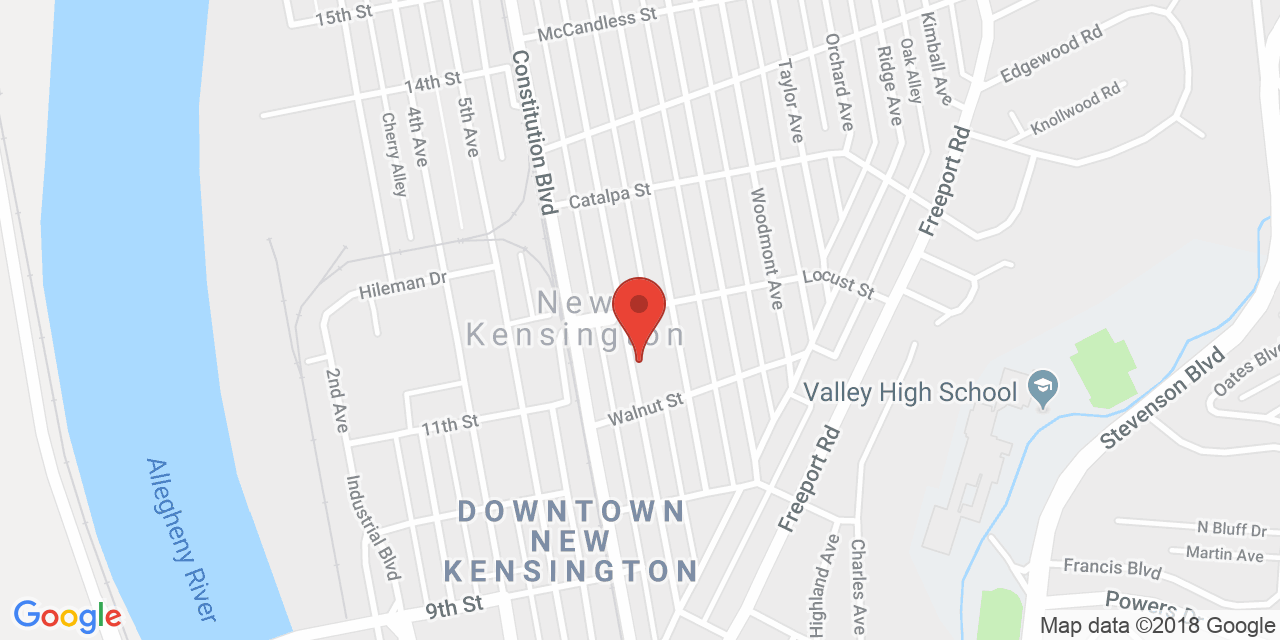 15th St
McCandless St
Kimball Ave
Orchard Ave
Oak Alley
Ridge Ave
Edgewood Rd
Taylor Ave
14th St
Constitution Blvd
5th Ave
4th Ave
Cherry Alley
Knollwood Rd
Freeport Rd
Catalpa St
Woodmont Ave
Hileman Dr
Locust St
New
Kensington
2nd Ave
Walnut St
11th St
Valley High School
Stevenson Blvd
Oates Blv
Freeport Rd
Allegheny River
Industrial Blvd
DOWNTOWN
NEW
KENSINGTON
9th St
Highland Ave
Charles Ave
N Bluff Dr
Martin Ave
Francis Blvd
Powers D
Google
Map data ©2018 Google